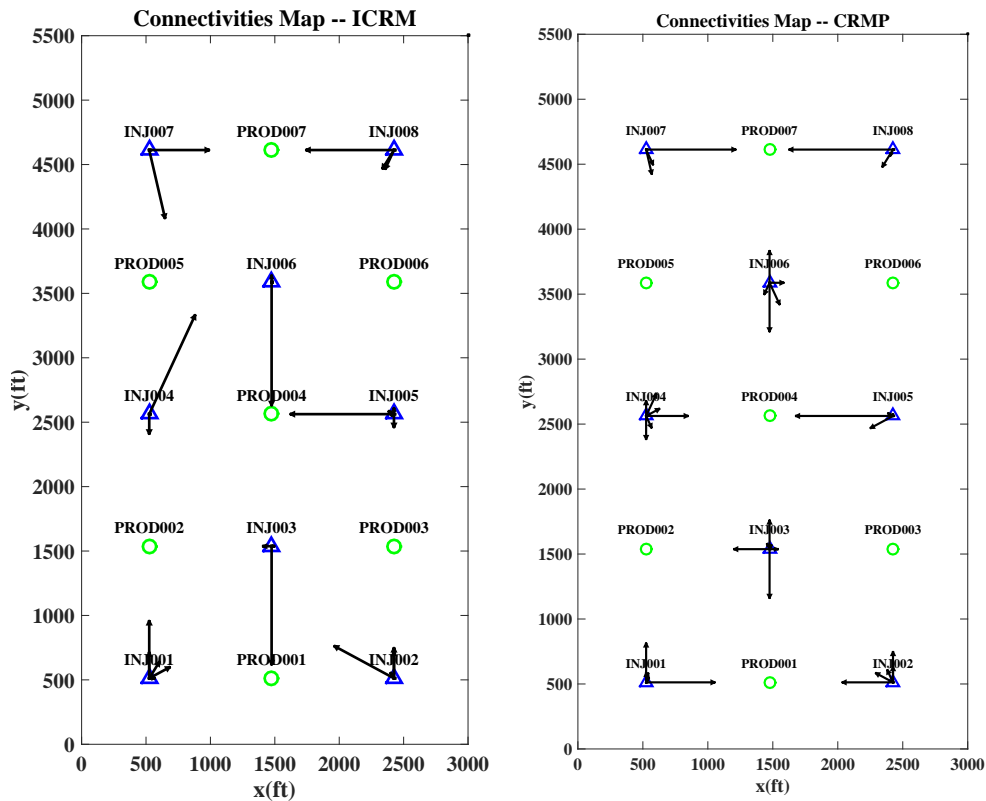 Connectivities Map -- ICRM
5500
5000
4500
4000
3500
3000
2500
2000
1500
1000
500
0
y(ft)
INJ007 PROD007 INJ008
PROD005 INJ006 PROD006
INJ004 PROD004 INJ005
PROD002 INJ003 PROD003
INJ001 PROD001 INJ002
0 500 1000 1500 2000 2500 3000
x(ft)
Connectivities Map -- CRMP
5500
5000
4500
4000
3500
3000
2500
2000
1500
1000
500
0
y(ft)
INJ007 PROD007 INJ008
PROD005 INJ006 PROD006
INJ004 PROD004 INJ005
PROD002 INJ003 PROD003
INJ001 PROD001 INJ002
0 500 1000 1500 2000 2500 3000
x(ft)